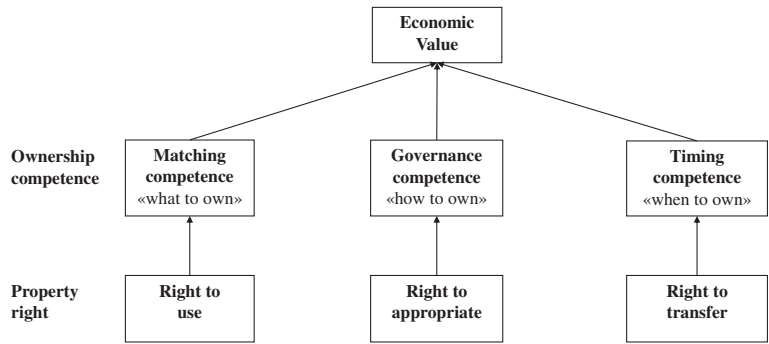 Economic
Value
Ownership
competence
Matching
competence
«what to own»
Governance
competence
«how to own»
Timing
competence
«when to own»
Property
right
Right to
use
Right to
appropriate
Right to
transfer